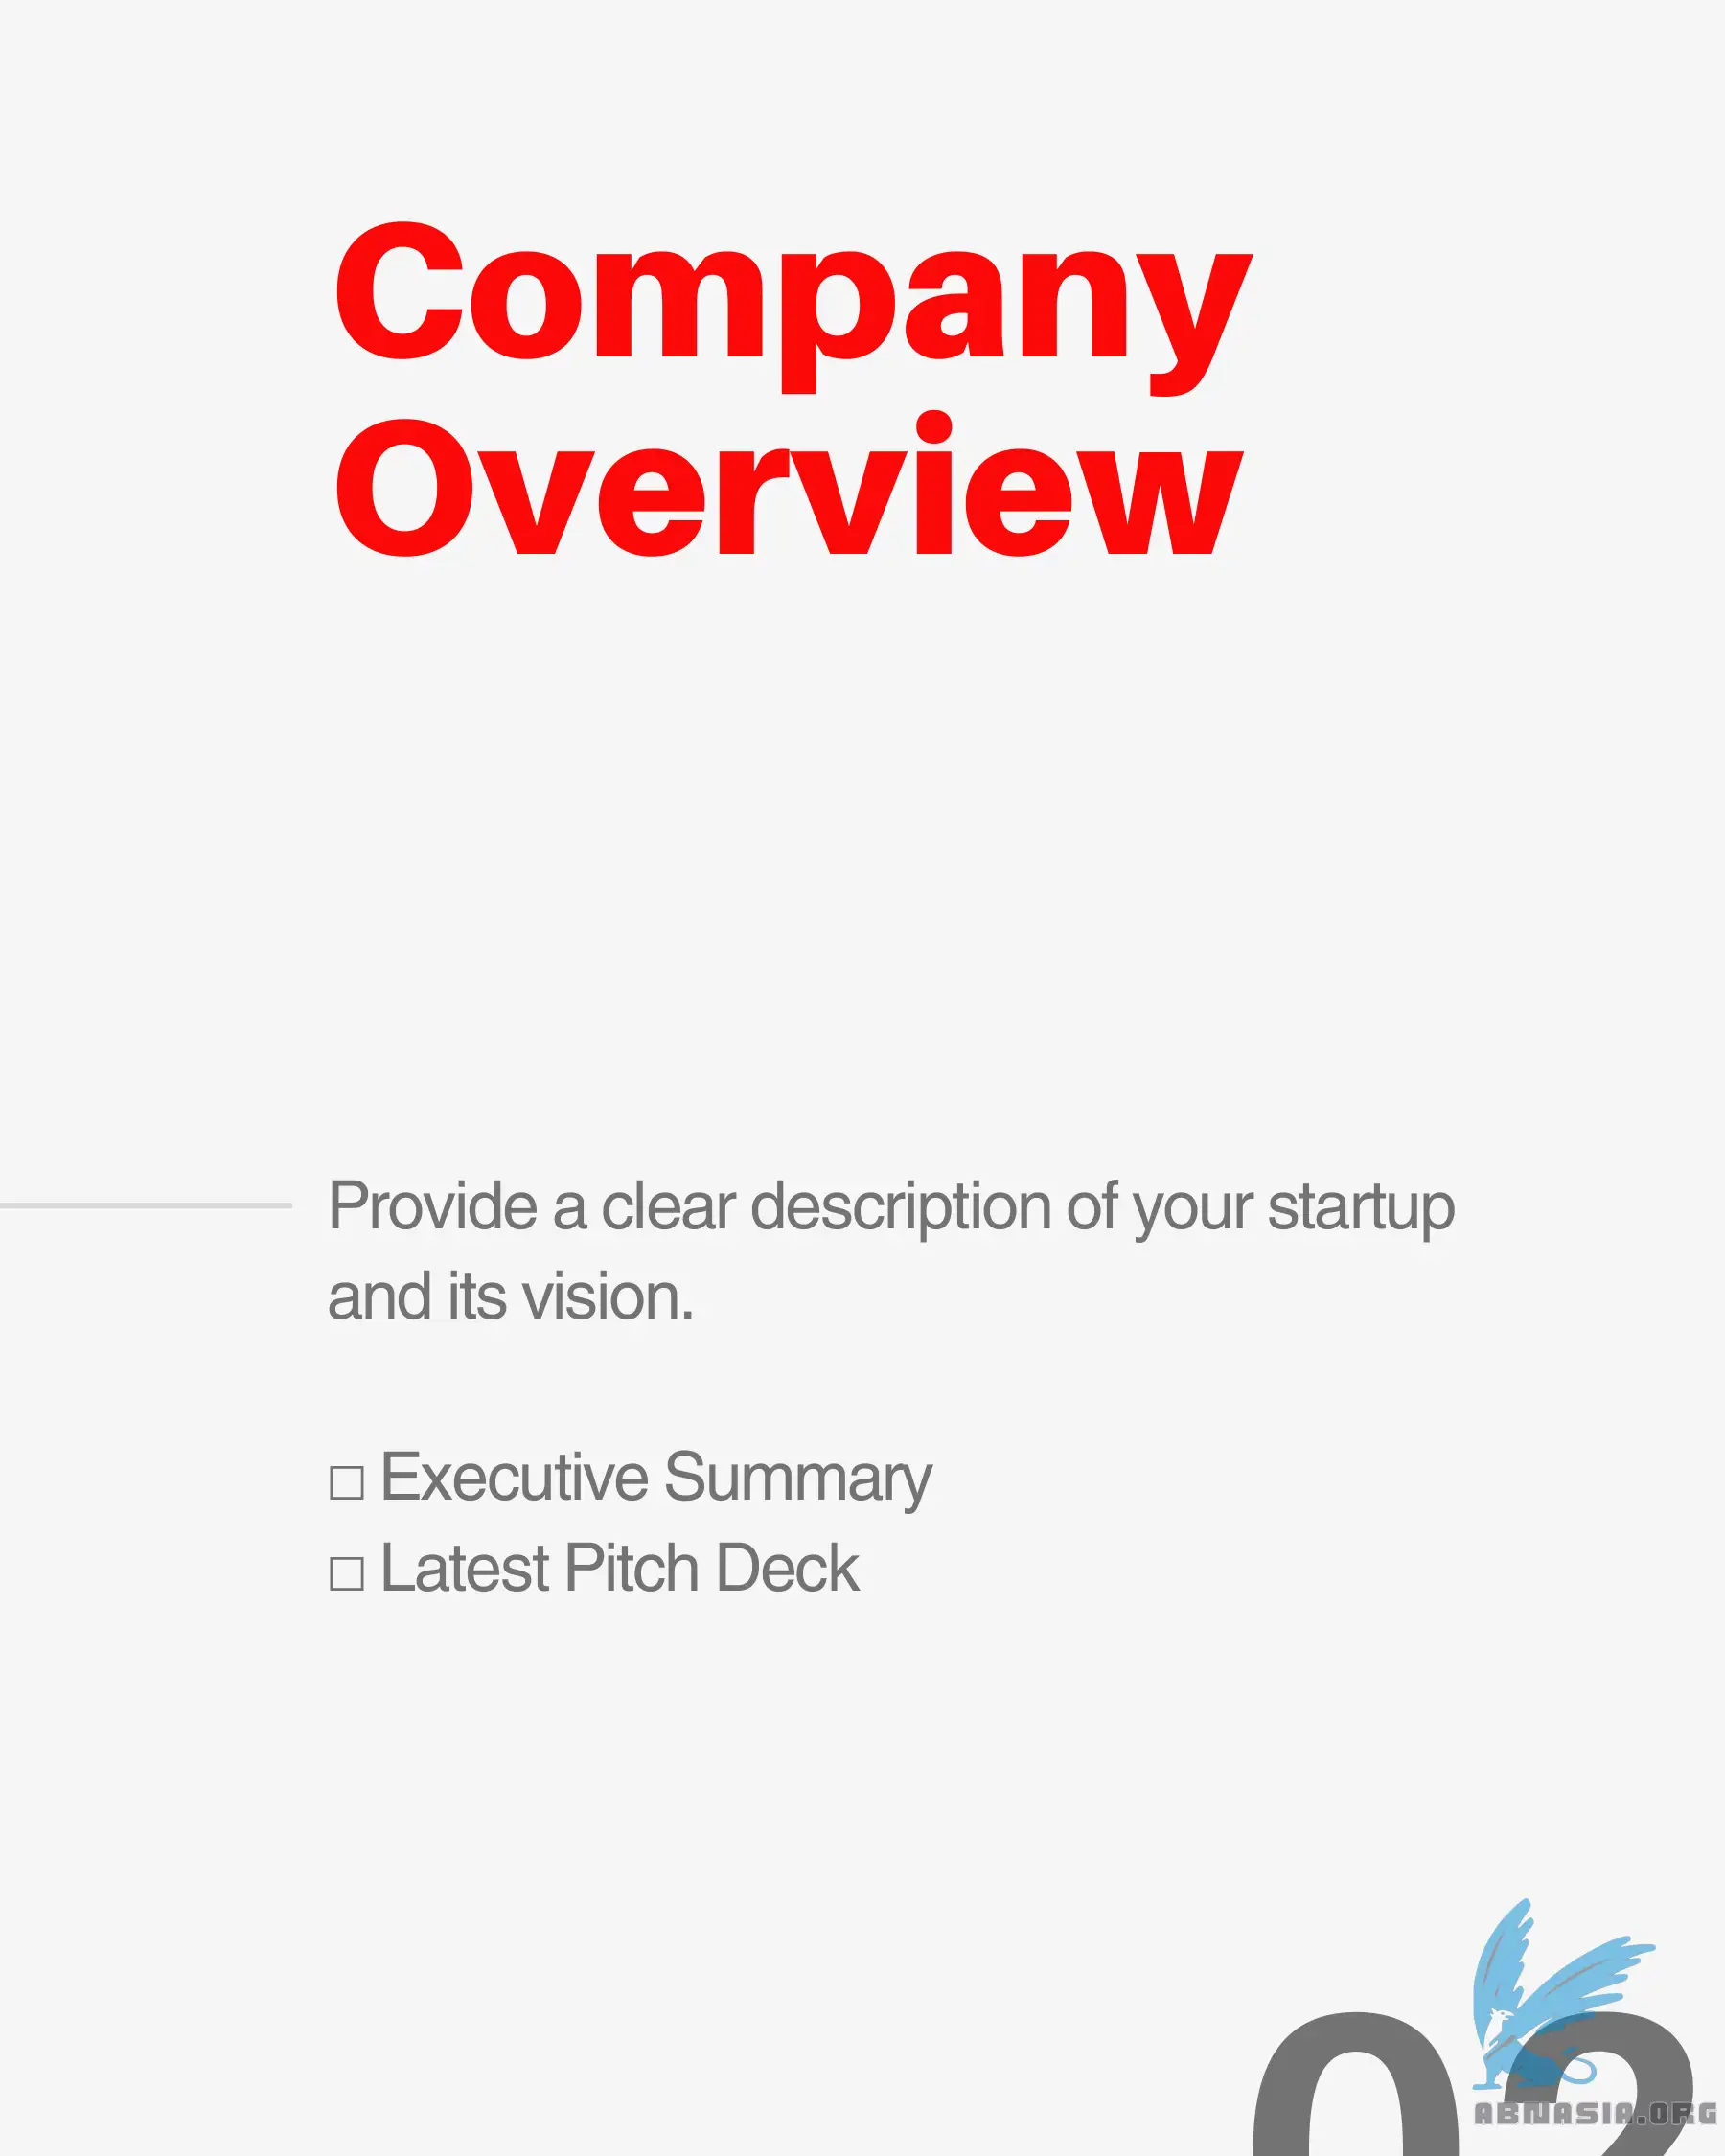 Company
Overview
Provide a clear description of your startup
and its vision.
☐ Executive Summary
☐ Latest Pitch Deck
02
ABNASIA.ORG